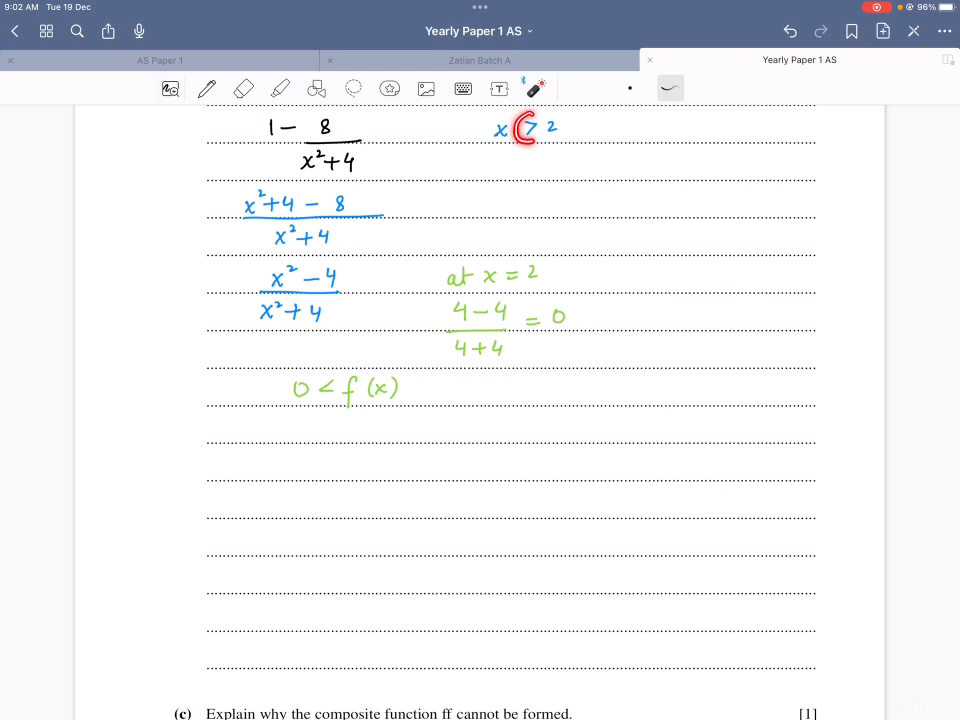 9:02 AM Tue 19 Dec
96%
Yearly Paper 1 AS
AS Paper 1
Zatian Batch A
Yearly Paper 1 AS
1 - 8
x > 2
x² + 4
x² + 4 - 8
x² + 4
x² - 4
at x = 2
x² + 4
4 - 4
= 0
4 + 4
0 < f (x)
(c) Explain why the composite function ff cannot be formed. [1]